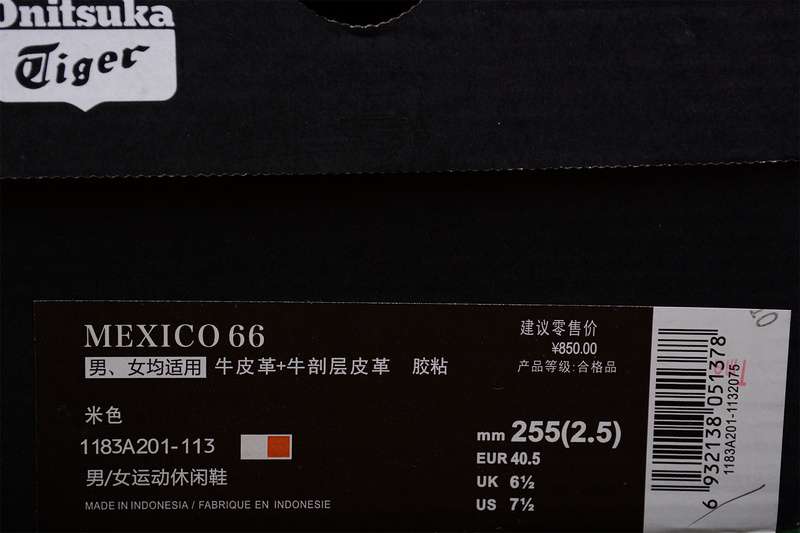 Onitsuka
Tiger
MEXICO 66
建议零售价
¥850.00
男、女均适用 牛皮革+牛剖层皮革 胶粘
产品等级:合格品
米色
1183A201-113
mm 255(2.5)
男/女运动休闲鞋
EUR 40.5
UK 6½
US 7½
MADE IN INDONESIA / FABRIQUE EN INDONESIE
6 932138 051378
1183A201-1132075